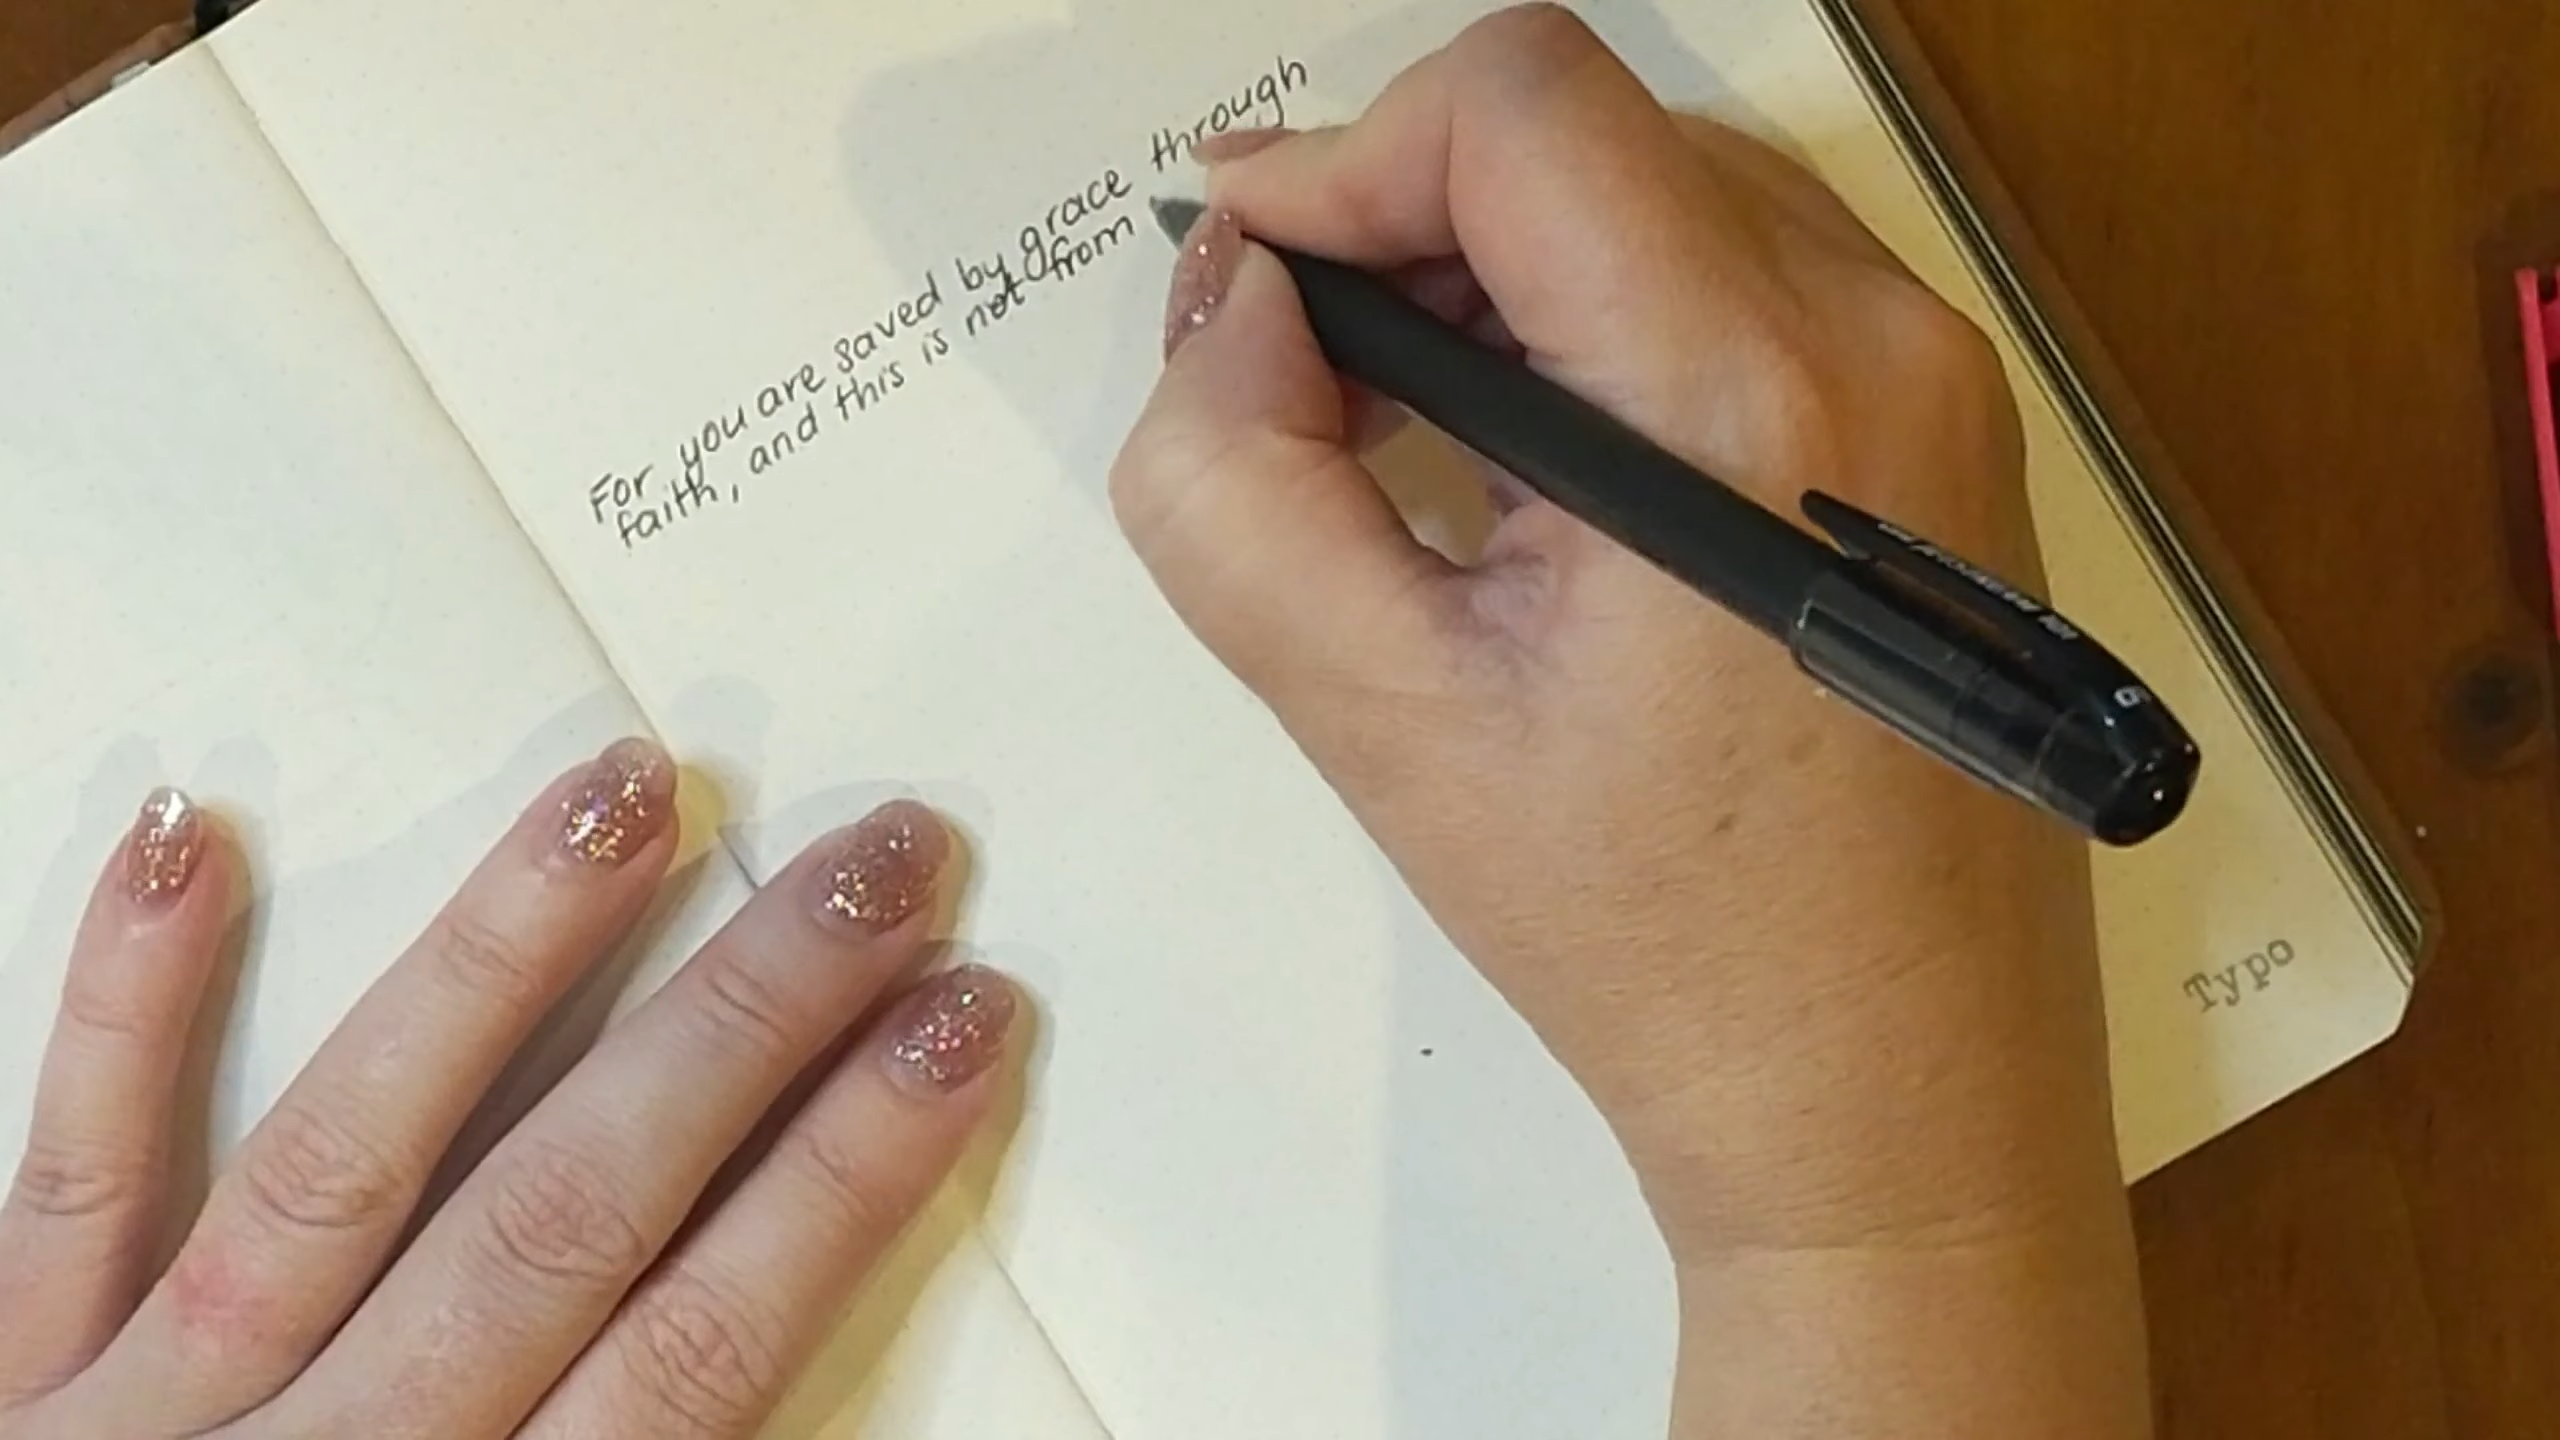 For you are saved by grace through
faith, and this is not from
Typo